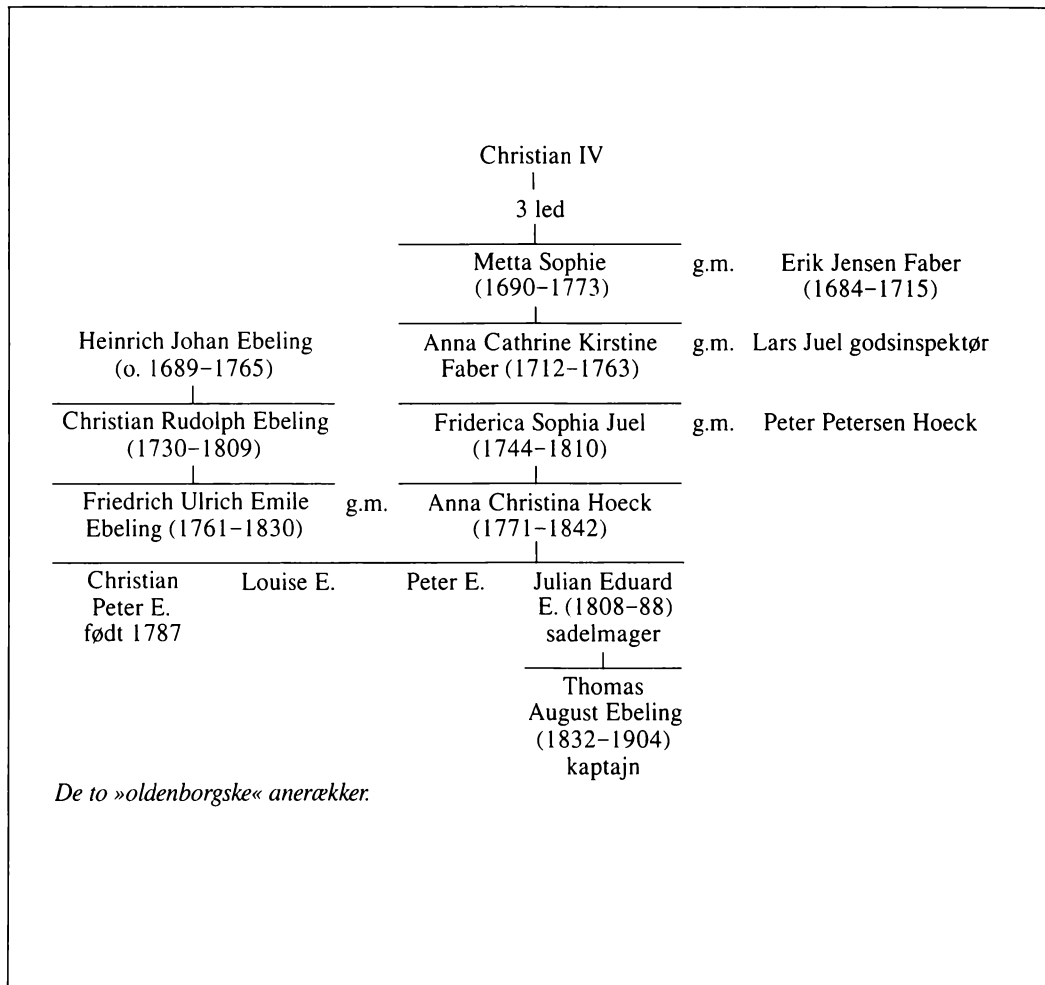 Christian IV
3 led
Metta Sophie g.m. Erik Jensen Faber
(1690–1773) (1684–1715)
Heinrich Johan Ebeling Anna Cathrine Kirstine g.m. Lars Juel godsinspektør
(o. 1689–1765) Faber (1712–1763)
Christian Rudolph Ebeling Friderica Sophia Juel g.m. Peter Petersen Hoeck
(1730–1809) (1744–1810)
Friedrich Ulrich Emile g.m. Anna Christina Hoeck
Ebeling (1761–1830) (1771–1842)
Christian Louise E. Peter E. Julian Eduard
Peter E. E. (1808–88)
født 1787 sadelmager
Thomas
August Ebeling
(1832–1904)
kaptajn
De to »oldenborgske« anerækker.